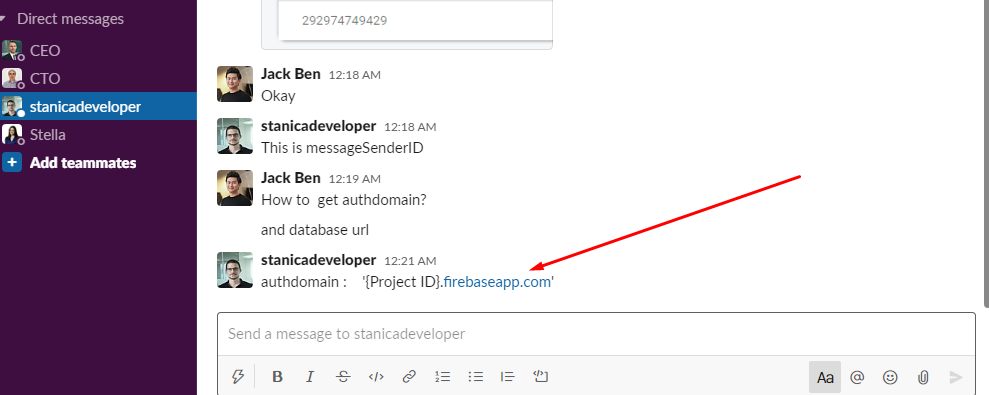 Direct messages
CEO
CTO
stanicadeveloper
Stella
+ Add teammates
292974749429
Jack Ben 12:18 AM
Okay
stanicadeveloper 12:18 AM
This is messageSenderID
Jack Ben 12:19 AM
How to get authdomain?
and database url
stanicadeveloper 12:21 AM
authdomain : '{Project ID}.firebaseapp.com'
Send a message to stanicadeveloper
B I S </> Aa @